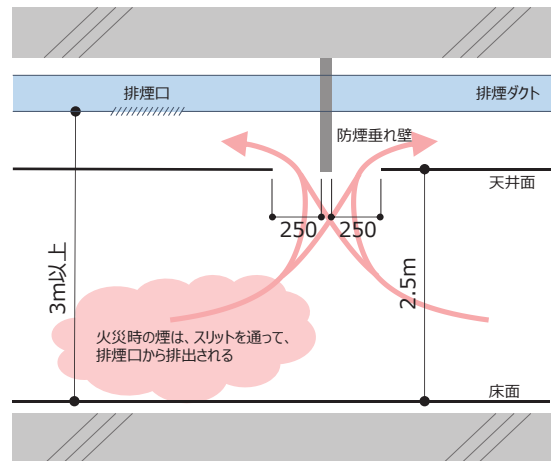 排煙口
排煙ダクト
防煙垂れ壁
天井面
250
250
3m以上
2.5m
火災時の煙は、スリットを通って、
排煙口から排出される
床面